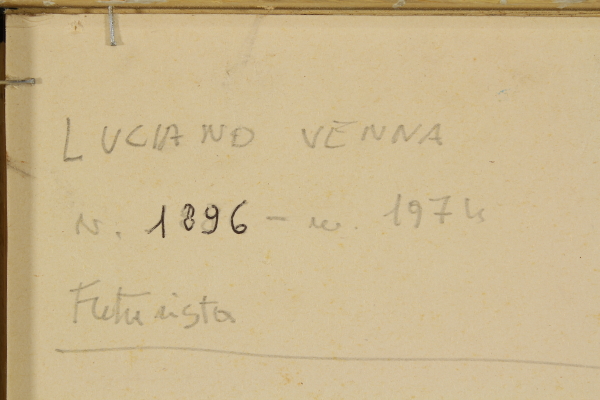 LUCIANO VENNA
N. 1896 - m. 1974
Futurista